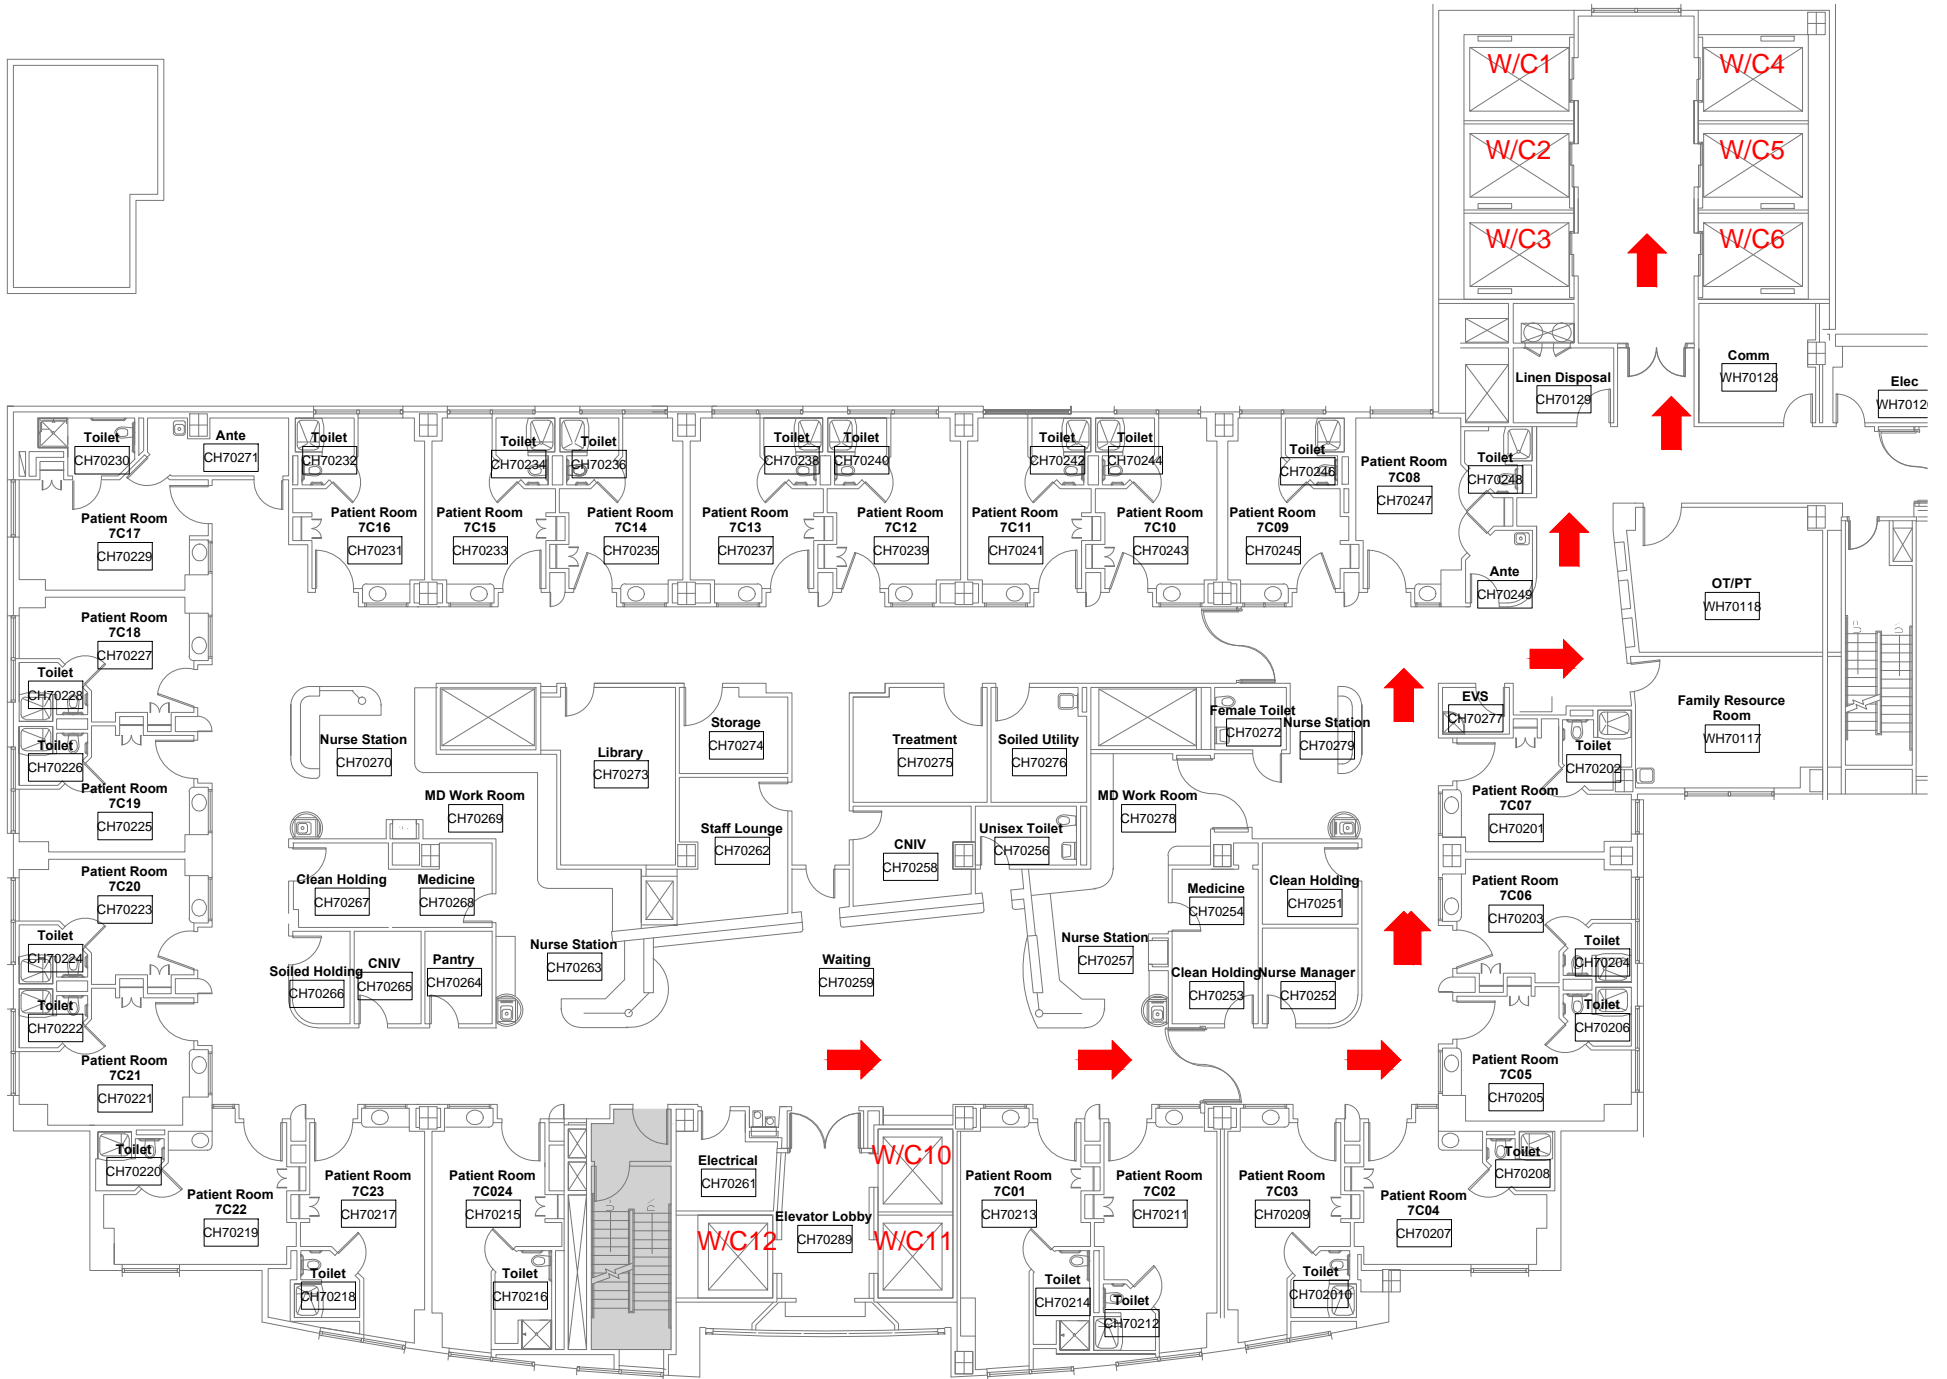 W/C1
W/C4
W/C2
W/C5
W/C3
W/C6
Comm
WH70128
Linen Disposal
CH70129
Elec
WH7012
Toilet
CH70230
Ante
CH70271
Toilet
CH70232
Toilet
CH70234
Toilet
CH70236
Toilet
CH70238
Toilet
CH70240
Toilet
CH70242
Toilet
CH70244
Toilet
CH70246
Patient Room
7C08
CH70247
Toilet
CH70248
Patient Room
7C17
CH70229
Patient Room
7C16
CH70231
Patient Room
7C15
CH70233
Patient Room
7C14
CH70235
Patient Room
7C13
CH70237
Patient Room
7C12
CH70239
Patient Room
7C11
CH70241
Patient Room
7C10
CH70243
Patient Room
7C09
CH70245
Ante
CH70249
OT/PT
WH70118
Patient Room
7C18
CH70227
Toilet
CH70228
Toilet
CH70226
Patient Room
7C19
CH70225
Nurse Station
CH70270
MD Work Room
CH70269
Library
CH70273
Storage
CH70274
Treatment
CH70275
Soiled Utility
CH70276
Female Toilet
CH70272
Nurse Station
CH70279
EVS
CH70277
Toilet
CH70202
Family Resource
Room
WH70117
MD Work Room
CH70278
Patient Room
7C07
CH70201
Staff Lounge
CH70262
CNIV
CH70258
Unisex Toilet
CH70256
Patient Room
7C20
CH70223
Clean Holding
CH70267
Medicine
CH70268
Medicine
CH70254
Clean Holding
CH70251
Patient Room
7C06
CH70203
Toilet
CH70224
Toilet
CH70204
Soiled Holding
CH70266
CNIV
CH70265
Pantry
CH70264
Nurse Station
CH70263
Waiting
CH70259
Nurse Station
CH70257
Clean Holding
CH70253
Nurse Manager
CH70252
Toilet
CH70222
Toilet
CH70206
Patient Room
7C21
CH70221
Patient Room
7C05
CH70205
Toilet
CH70220
Patient Room
7C22
CH70219
Patient Room
7C23
CH70217
Patient Room
7C024
CH70215
Electrical
CH70261
W/C10
W/C12
Elevator Lobby
CH70289
W/C11
Patient Room
7C01
CH70213
Patient Room
7C02
CH70211
Patient Room
7C03
CH70209
Patient Room
7C04
CH70207
Toilet
CH70208
Toilet
CH70218
Toilet
CH70216
Toilet
CH70214
Toilet
CH70212
Toilet
CH702010